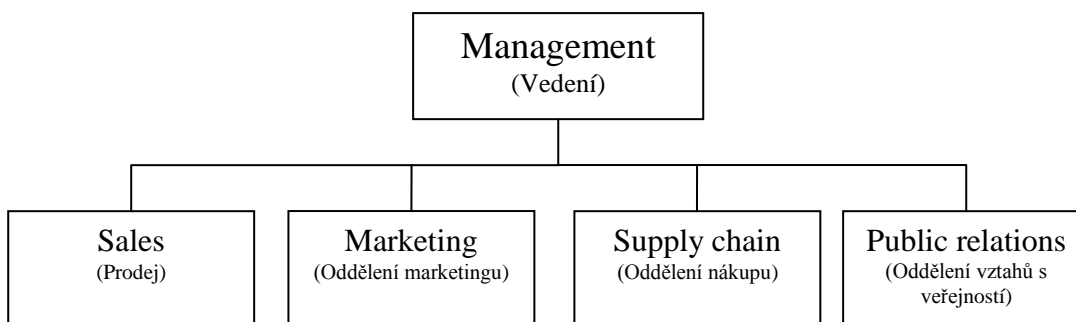 Management
(Vedení)
Sales
(Prodej)
Marketing
(Oddělení marketingu)
Supply chain
(Oddělení nákupu)
Public relations
(Oddělení vztahů s
veřejností)